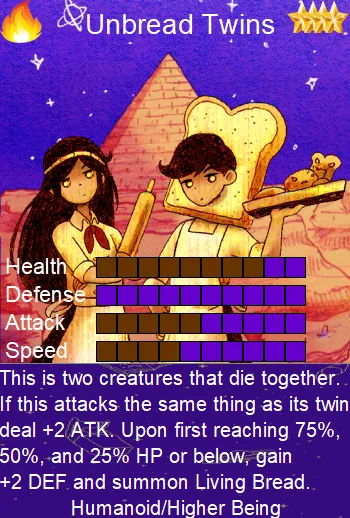 Unbread Twins
Health
Defense
Attack
Speed
This is two creatures that die together.
If this attacks the same thing as its twin
deal +2 ATK. Upon first reaching 75%,
50%, and 25% HP or below, gain
+2 DEF and summon Living Bread.
Humanoid/Higher Being